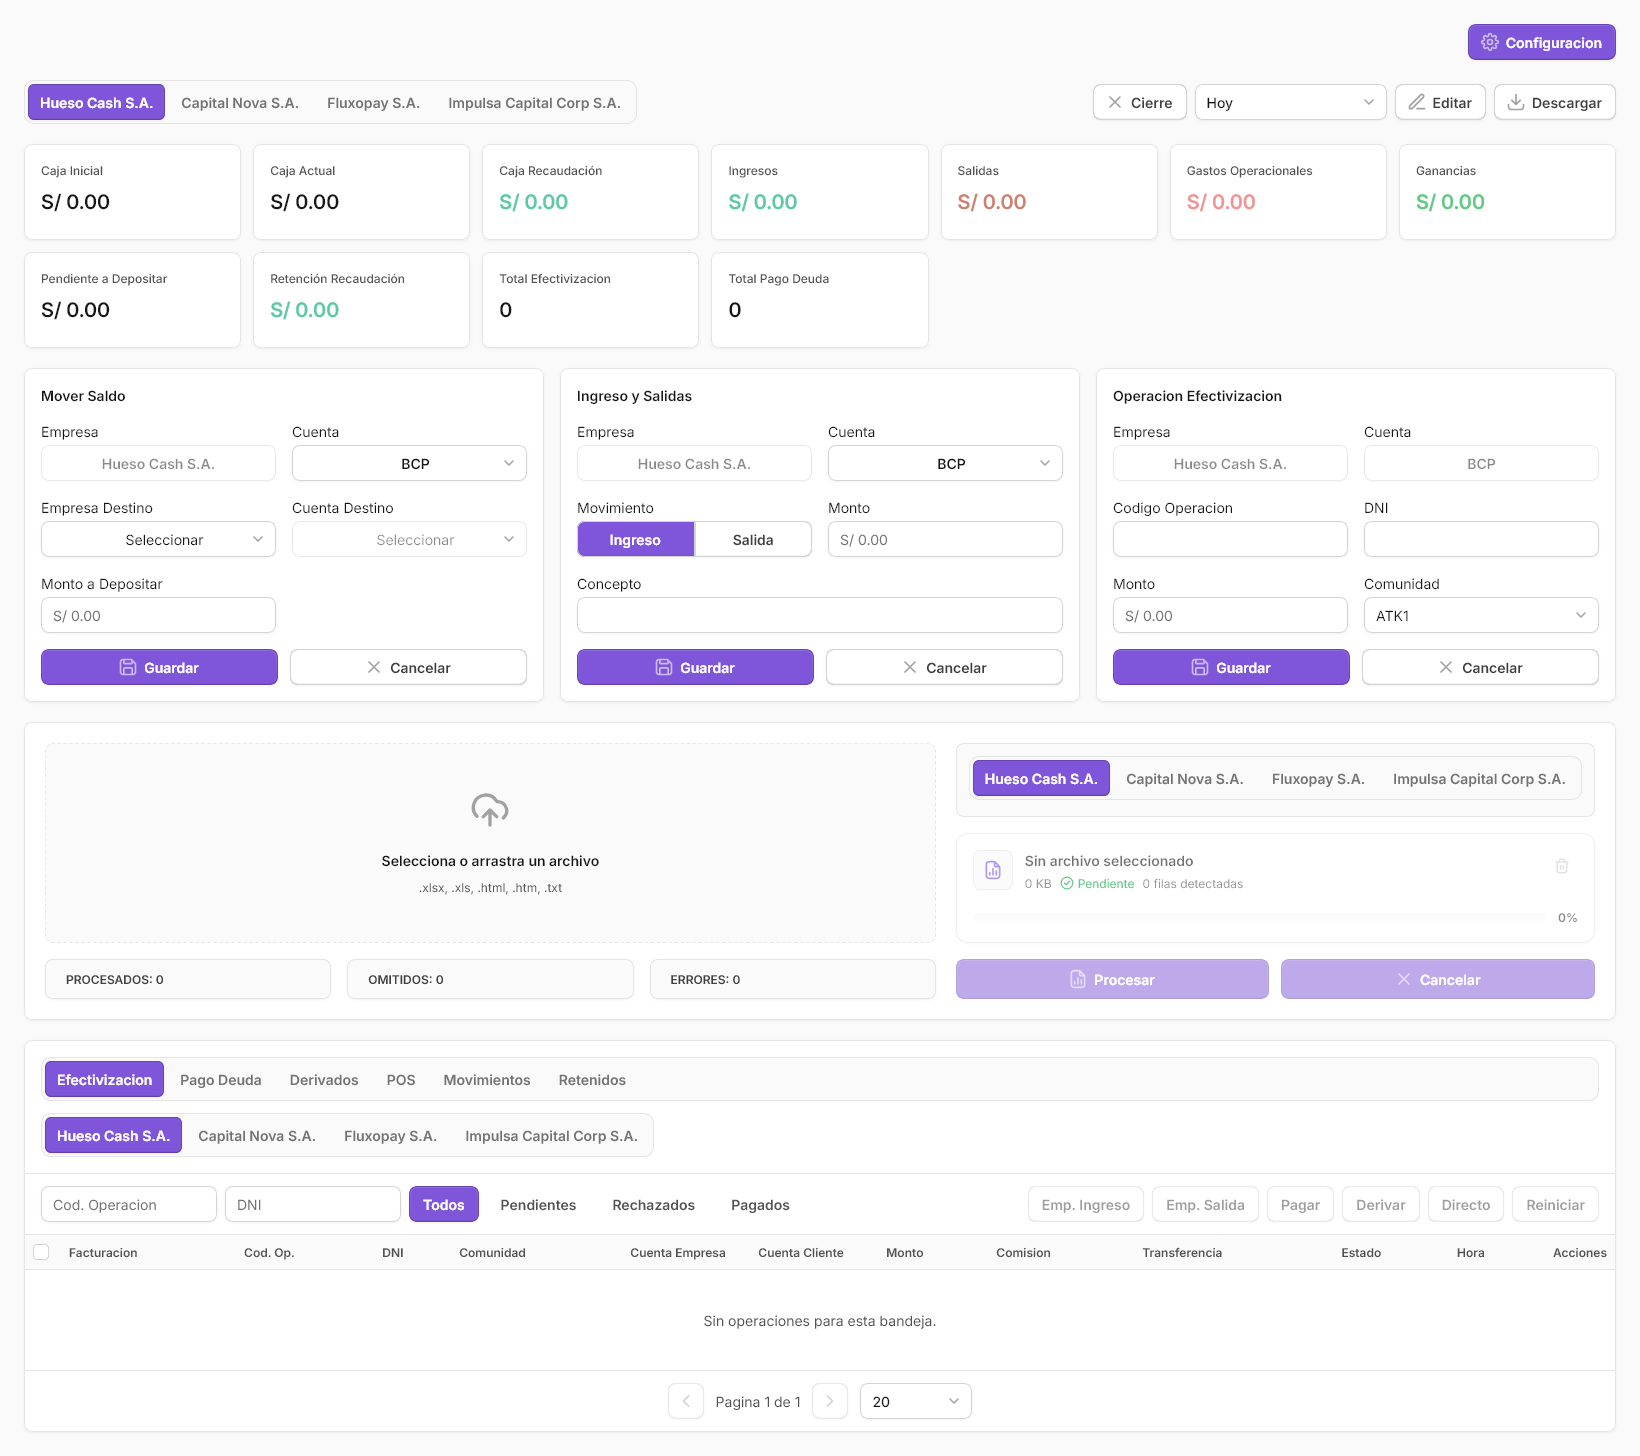 Configuracion
Hueso Cash S.A. Capital Nova S.A. Fluxopay S.A. Impulsa Capital Corp S.A. Cierre Hoy Editar Descargar
Caja Inicial Caja Actual Caja Recaudación Ingresos Salidas Gastos Operacionales Ganancias
S/ 0.00 S/ 0.00 S/ 0.00 S/ 0.00 S/ 0.00 S/ 0.00 S/ 0.00
Pendiente a Depositar Retención Recaudación Total Efectivizacion Total Pago Deuda
S/ 0.00 S/ 0.00 0 0
Mover Saldo
Empresa Cuenta
Hueso Cash S.A. BCP
Empresa Destino Cuenta Destino
Seleccionar Seleccionar
Monto a Depositar
S/ 0.00
Guardar Cancelar
Ingreso y Salidas
Empresa Cuenta
Hueso Cash S.A. BCP
Movimiento Monto
Ingreso Salida S/ 0.00
Concepto
Guardar Cancelar
Operacion Efectivizacion
Empresa Cuenta
Hueso Cash S.A. BCP
Codigo Operacion DNI
Monto Comunidad
S/ 0.00 ATK1
Guardar Cancelar
Selecciona o arrastra un archivo
.xlsx, .xls, .html, .htm, .txt
PROCESADOS: 0 OMITIDOS: 0 ERRORES: 0
Hueso Cash S.A. Capital Nova S.A. Fluxopay S.A. Impulsa Capital Corp S.A.
Sin archivo seleccionado
0 KB Pendiente 0 filas detectadas
0%
Procesar Cancelar
Efectivizacion Pago Deuda Derivados POS Movimientos Retenidos
Hueso Cash S.A. Capital Nova S.A. Fluxopay S.A. Impulsa Capital Corp S.A.
Cod. Operacion DNI Todos Pendientes Rechazados Pagados Emp. Ingreso Emp. Salida Pagar Derivar Directo Reiniciar
Facturacion Cod. Op. DNI Comunidad Cuenta Empresa Cuenta Cliente Monto Comision Transferencia Estado Hora Acciones
Sin operaciones para esta bandeja.
Pagina 1 de 1 20